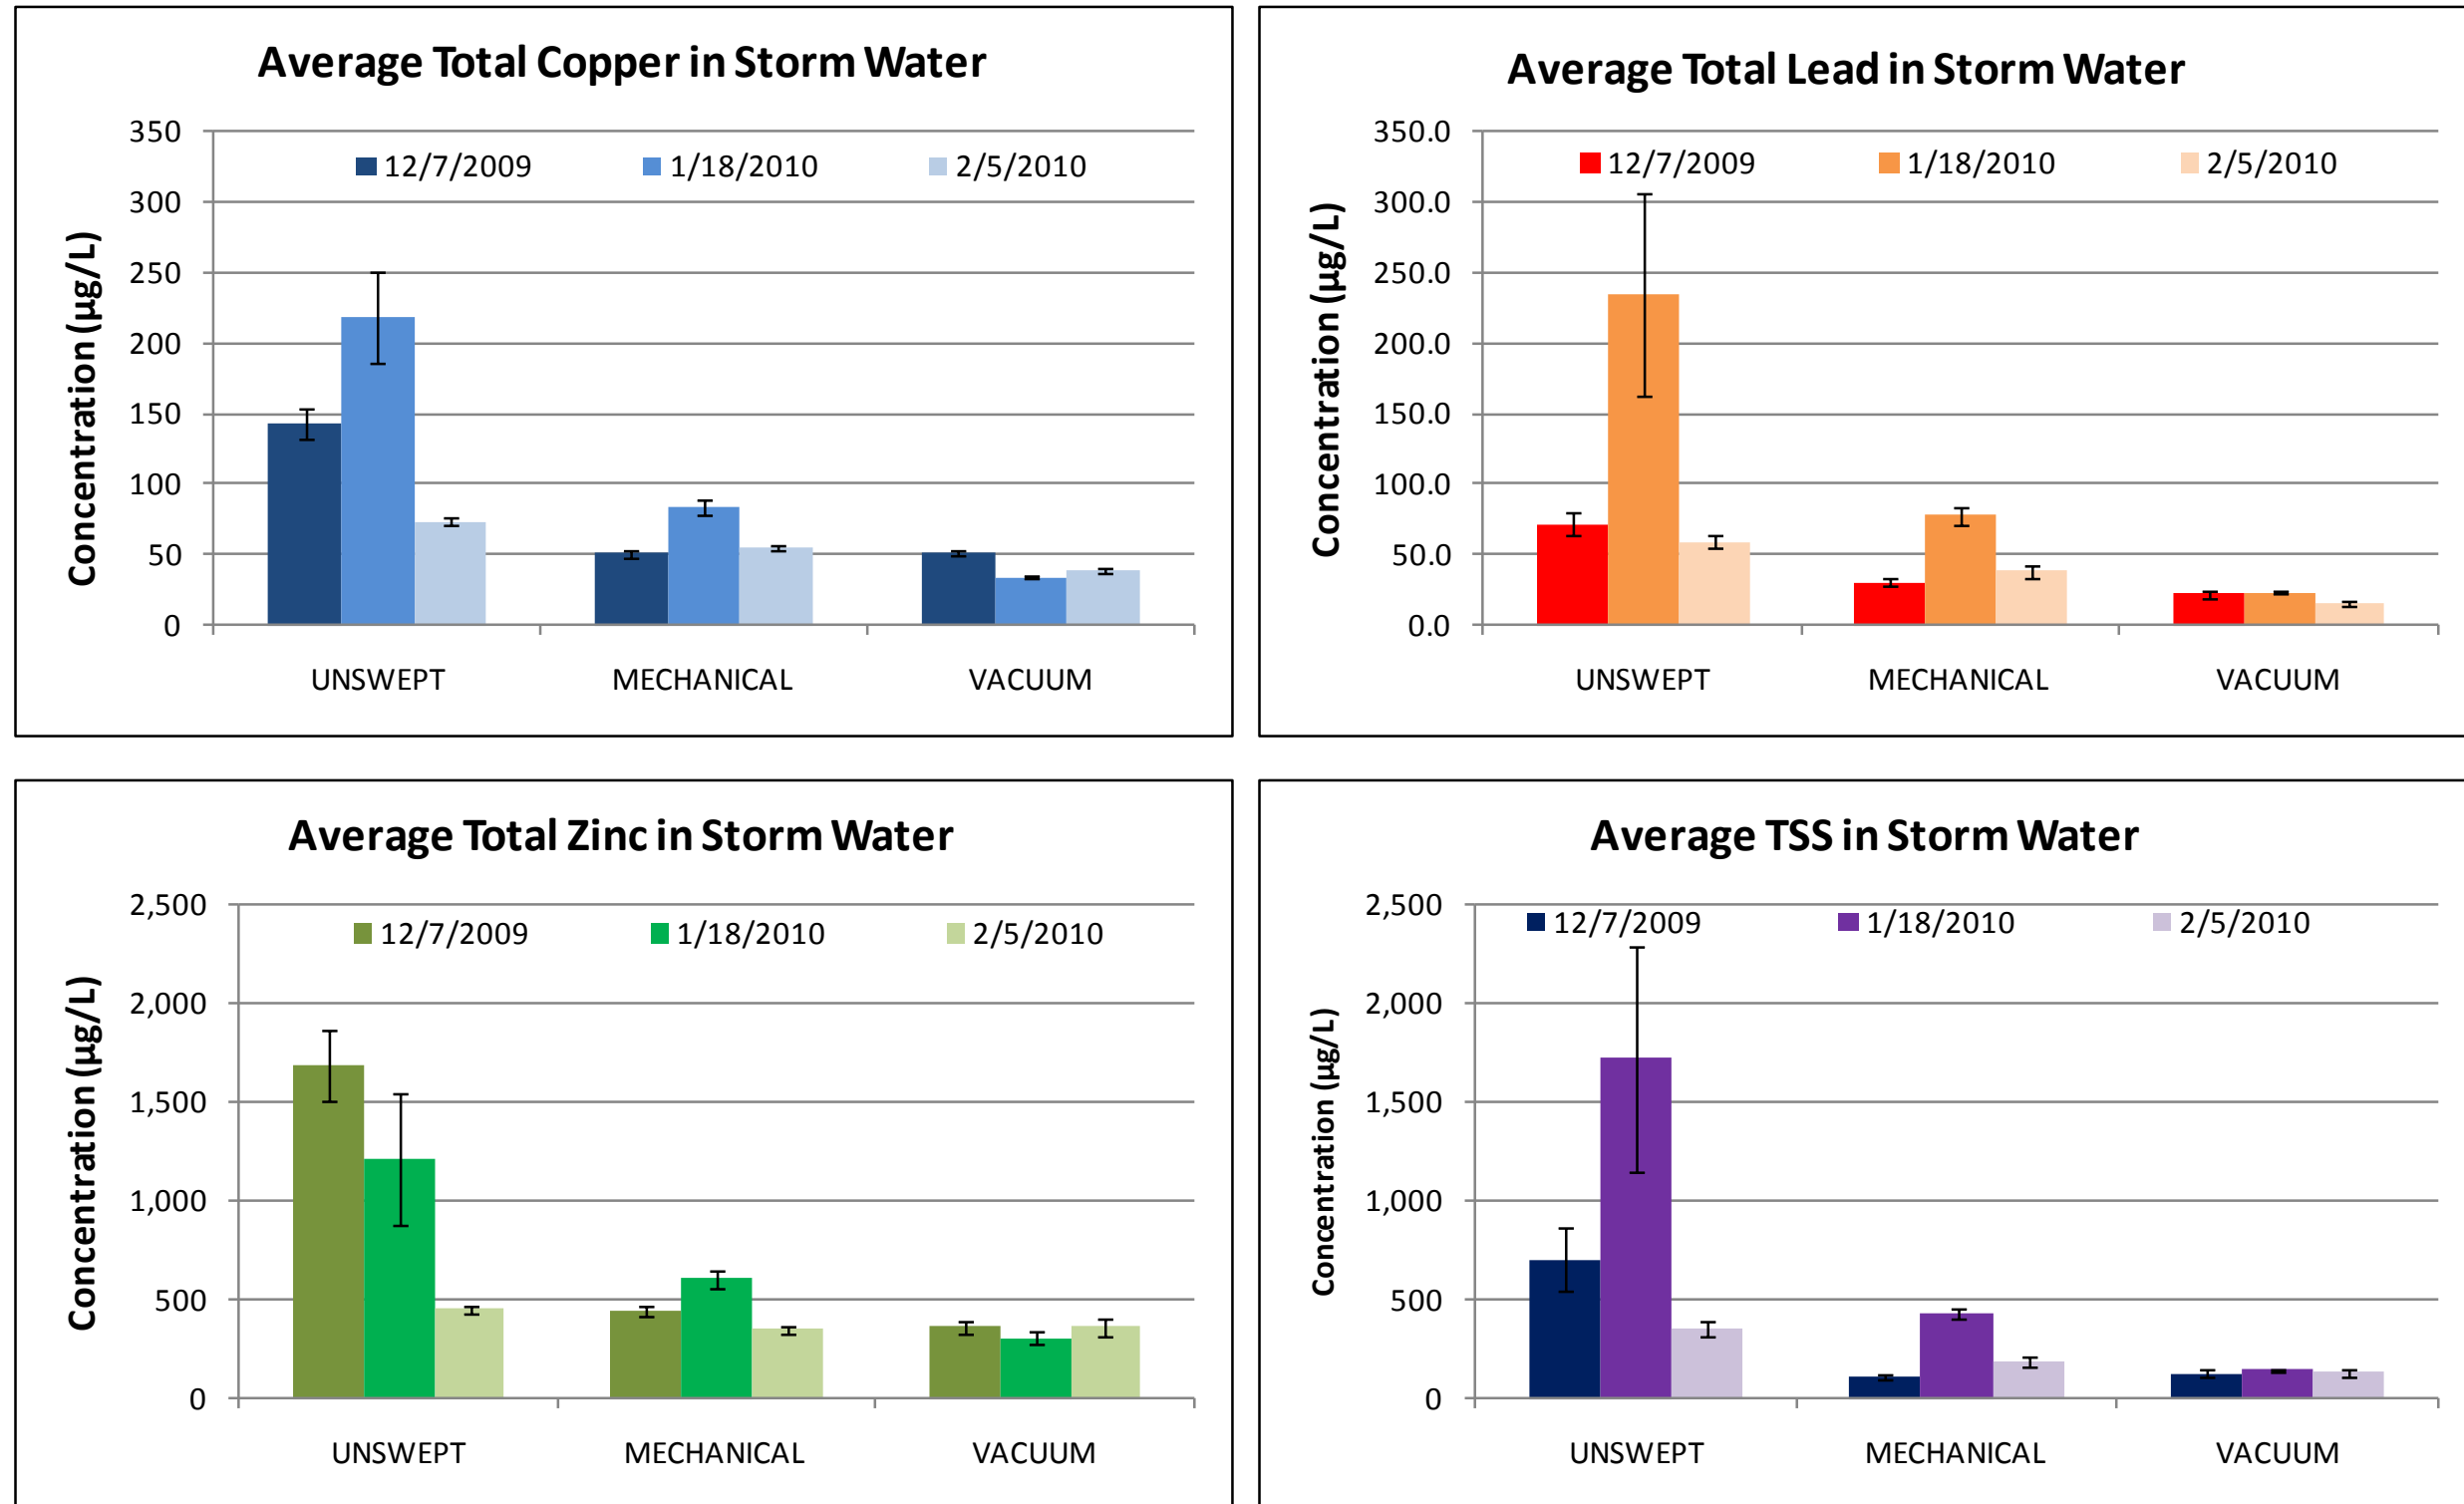 Average Total Copper in Storm Water
Concentration (µg/L)
350
300
250
200
150
100
50
0
12/7/2009 1/18/2010 2/5/2010
UNSWEPT MECHANICAL VACUUM
Average Total Lead in Storm Water
Concentration (µg/L)
350.0
300.0
250.0
200.0
150.0
100.0
50.0
0.0
12/7/2009 1/18/2010 2/5/2010
UNSWEPT MECHANICAL VACUUM
Average Total Zinc in Storm Water
Concentration (µg/L)
2,500
2,000
1,500
1,000
500
0
12/7/2009 1/18/2010 2/5/2010
UNSWEPT MECHANICAL VACUUM
Average TSS in Storm Water
Concentration (µg/L)
2,500
2,000
1,500
1,000
500
0
12/7/2009 1/18/2010 2/5/2010
UNSWEPT MECHANICAL VACUUM